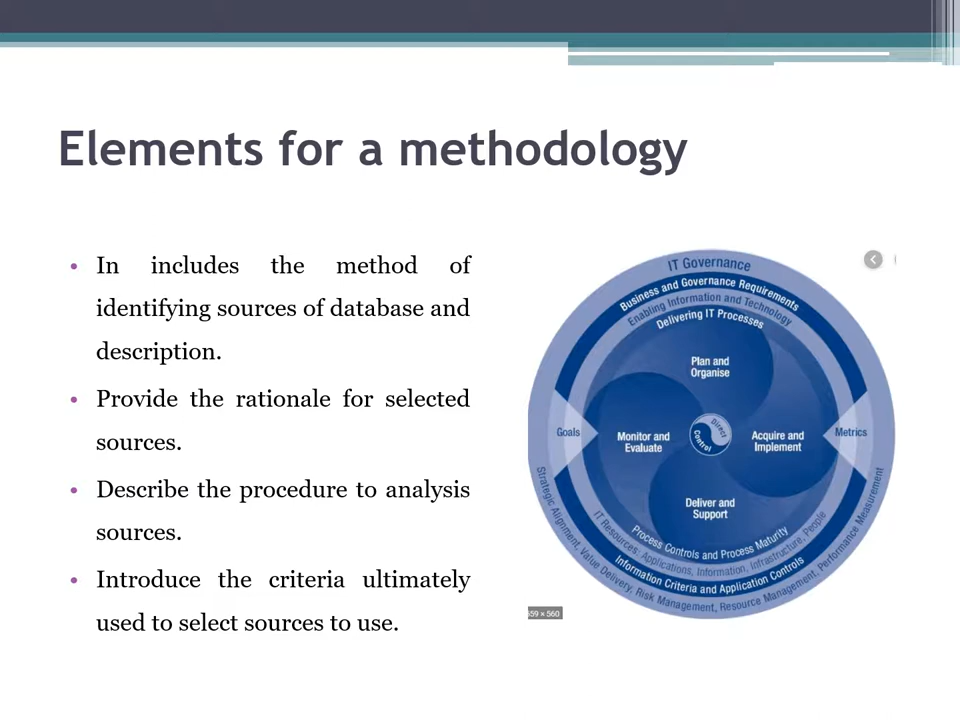 Elements for a methodology
• In includes the method of
identifying sources of database and
description.
• Provide the rationale for selected
sources.
• Describe the procedure to analysis
sources.
• Introduce the criteria ultimately
used to select sources to use.
IT Governance
Business and Governance Requirements
Enabling Information and Technology
Delivering IT Processes
Plan and
Organise
Goals
Monitor and
Evaluate
Direct
Control
Acquire and
Implement
Metrics
Deliver and
Support
Process Controls and Process Maturity
IT Resources: Applications, Information, Infrastructure, People
Information Criteria and Application Controls
Strategic Alignment, Value Delivery, Risk Management, Resource Management, Performance Measurement
559 × 560